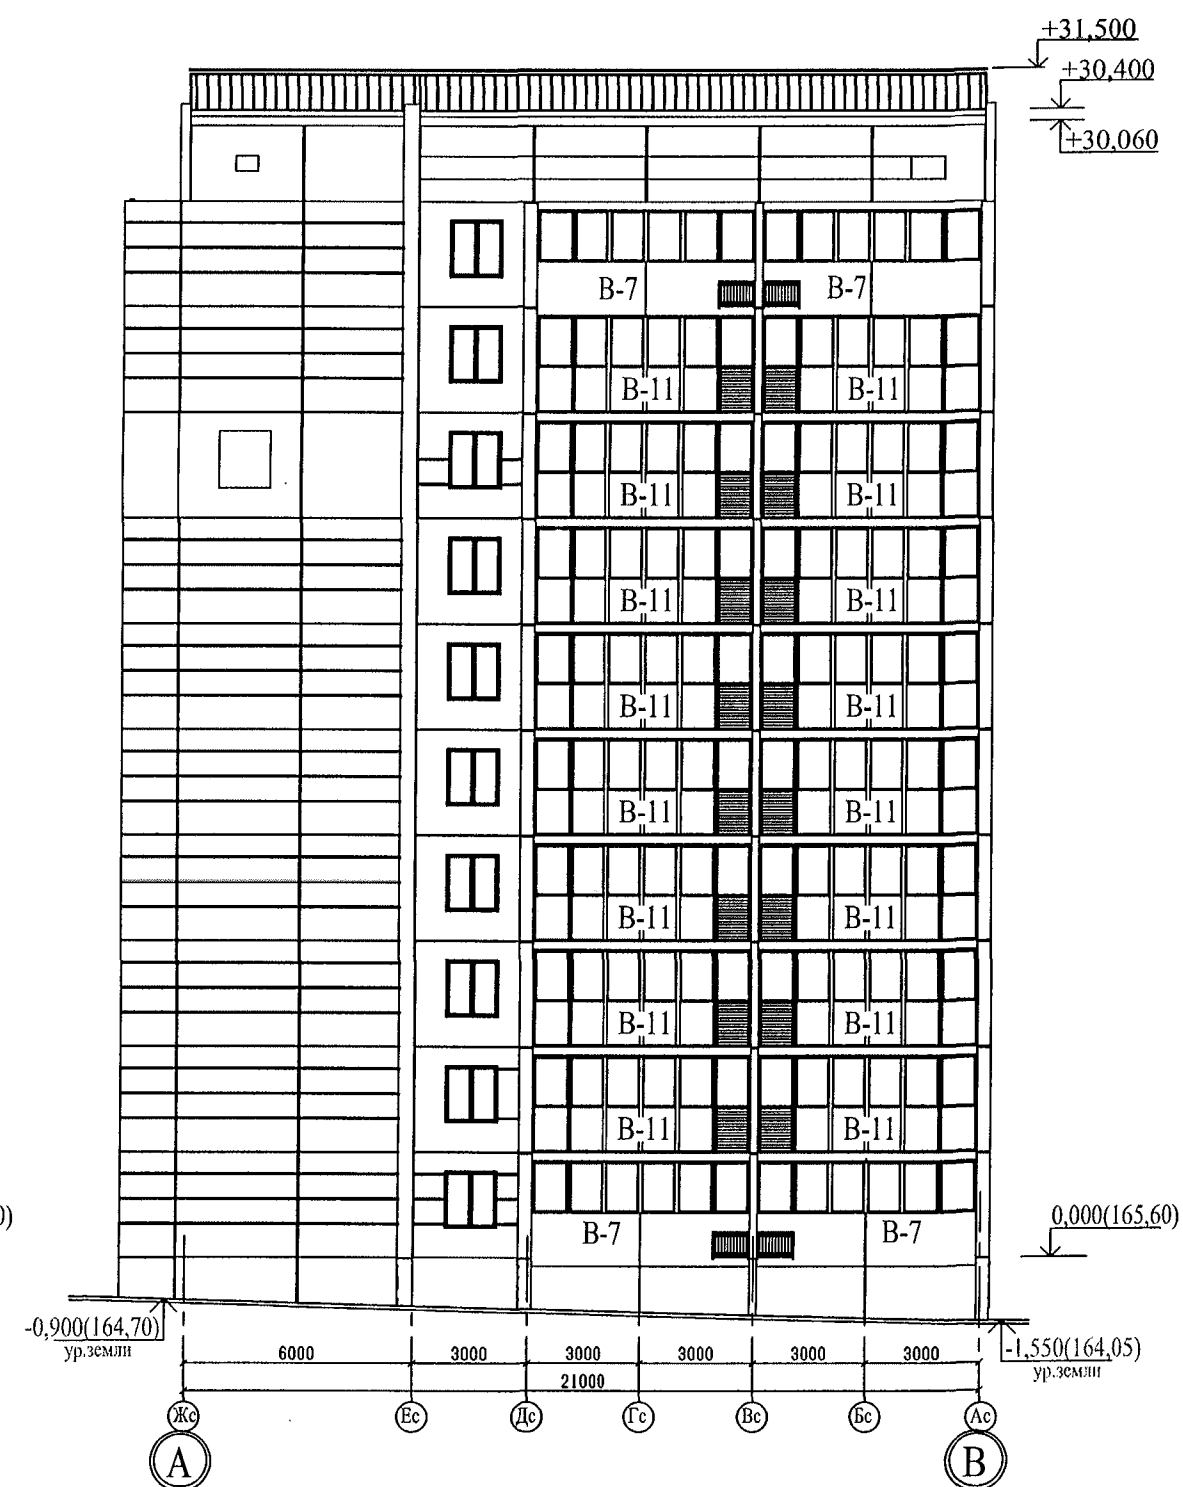 +31,500
+30,400
+30,060
В-7 В-7
В-11 В-11
В-11 В-11
В-11 В-11
В-11 В-11
В-11 В-11
В-11 В-11
В-11 В-11
В-11 В-11
В-7 В-7
0)
0,000(165,60)
-0,900(164,70)
ур.земли
-1,550(164,05)
ур.земли
6000 3000 3000 3000 3000 3000
21000
Жс Ес Дс Гс Вс Бс Ас
А В